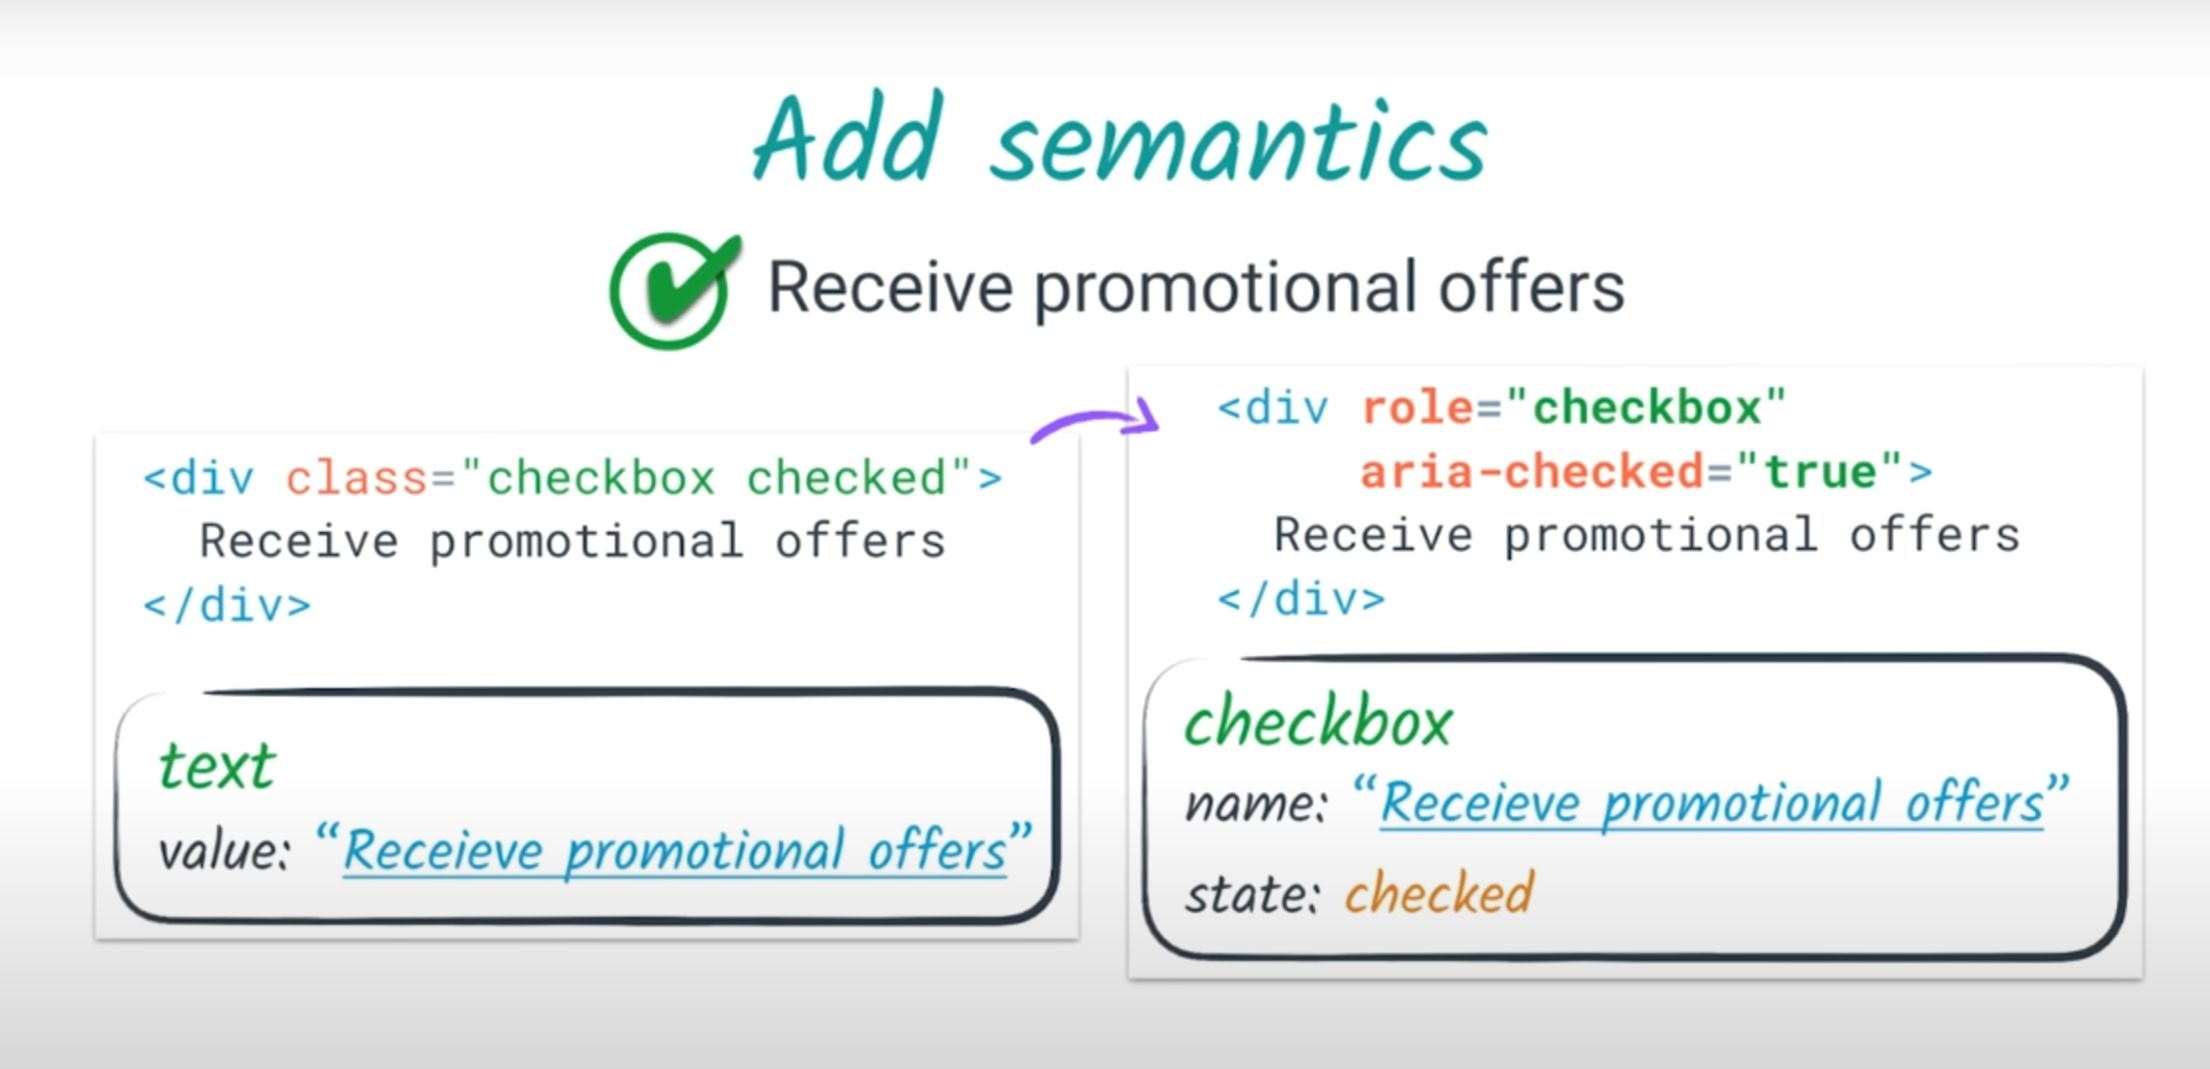 Add semantics
Receive promotional offers
<div class="checkbox checked">
Receive promotional offers
</div>
text
value: “Receieve promotional offers”
<div role="checkbox"
aria-checked="true">
Receive promotional offers
</div>
checkbox
name: “Receieve promotional offers”
state: checked